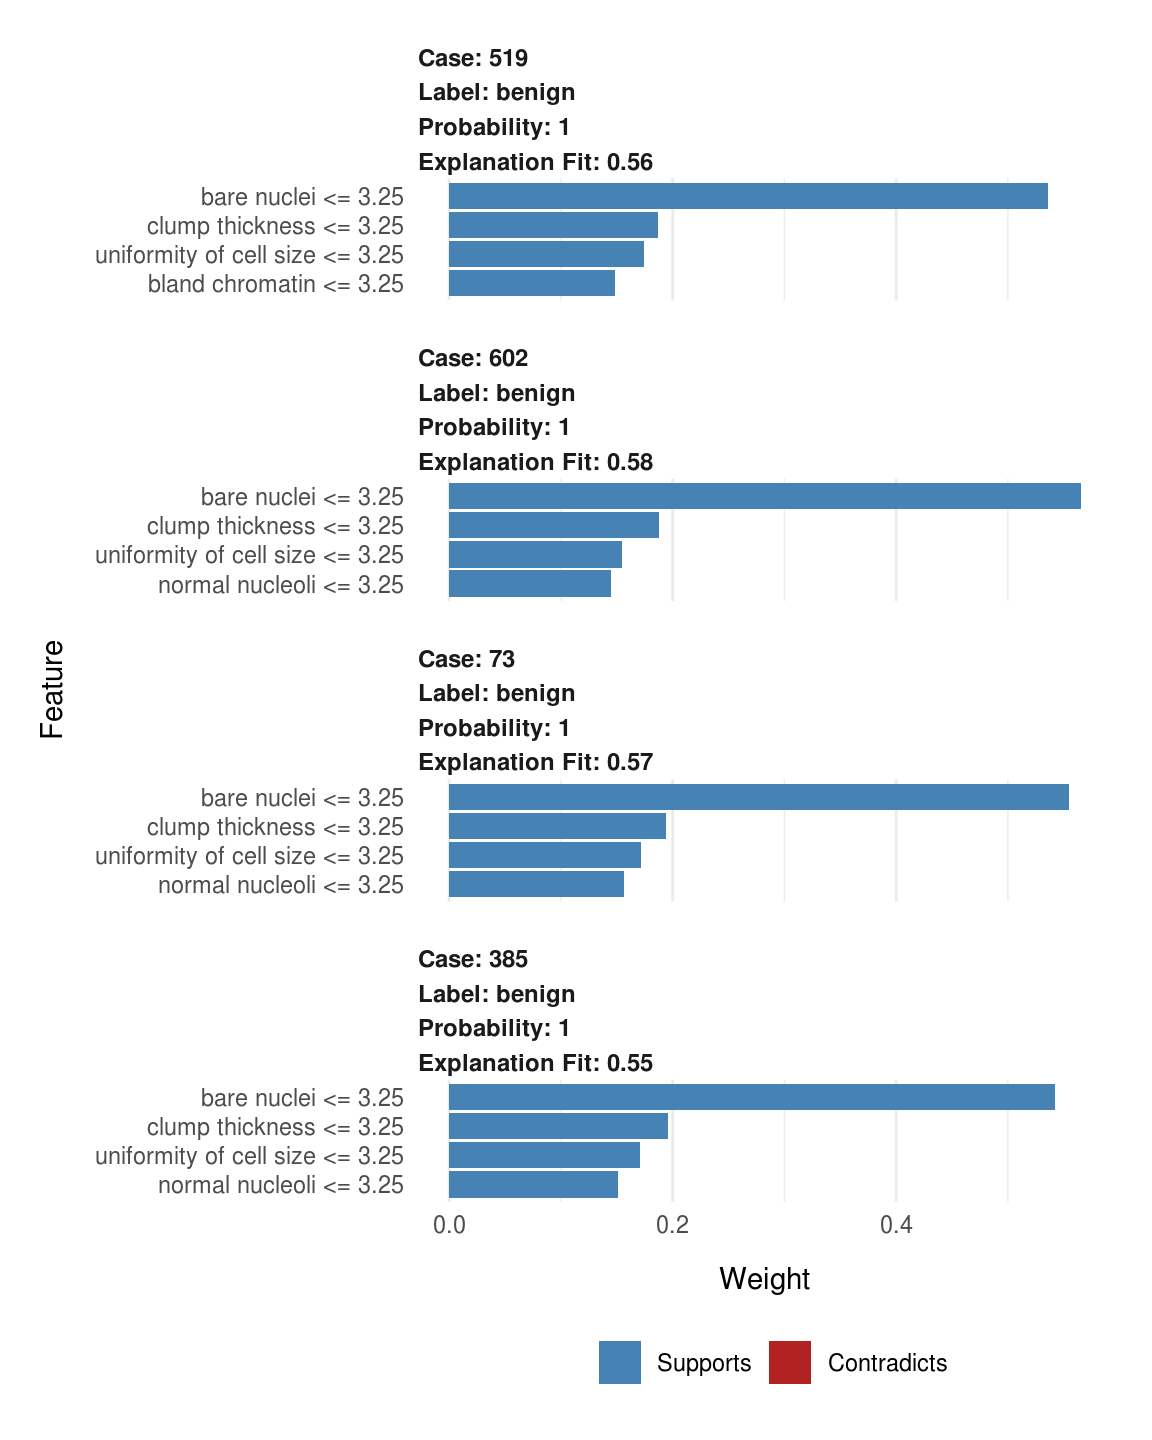 Case: 519
Label: benign
Probability: 1
Explanation Fit: 0.56
bare nuclei <= 3.25
clump thickness <= 3.25
uniformity of cell size <= 3.25
bland chromatin <= 3.25
Case: 602
Label: benign
Probability: 1
Explanation Fit: 0.58
bare nuclei <= 3.25
clump thickness <= 3.25
uniformity of cell size <= 3.25
normal nucleoli <= 3.25
Feature
Case: 73
Label: benign
Probability: 1
Explanation Fit: 0.57
bare nuclei <= 3.25
clump thickness <= 3.25
uniformity of cell size <= 3.25
normal nucleoli <= 3.25
Case: 385
Label: benign
Probability: 1
Explanation Fit: 0.55
bare nuclei <= 3.25
clump thickness <= 3.25
uniformity of cell size <= 3.25
normal nucleoli <= 3.25
0.0 0.2 0.4
Weight
Supports Contradicts